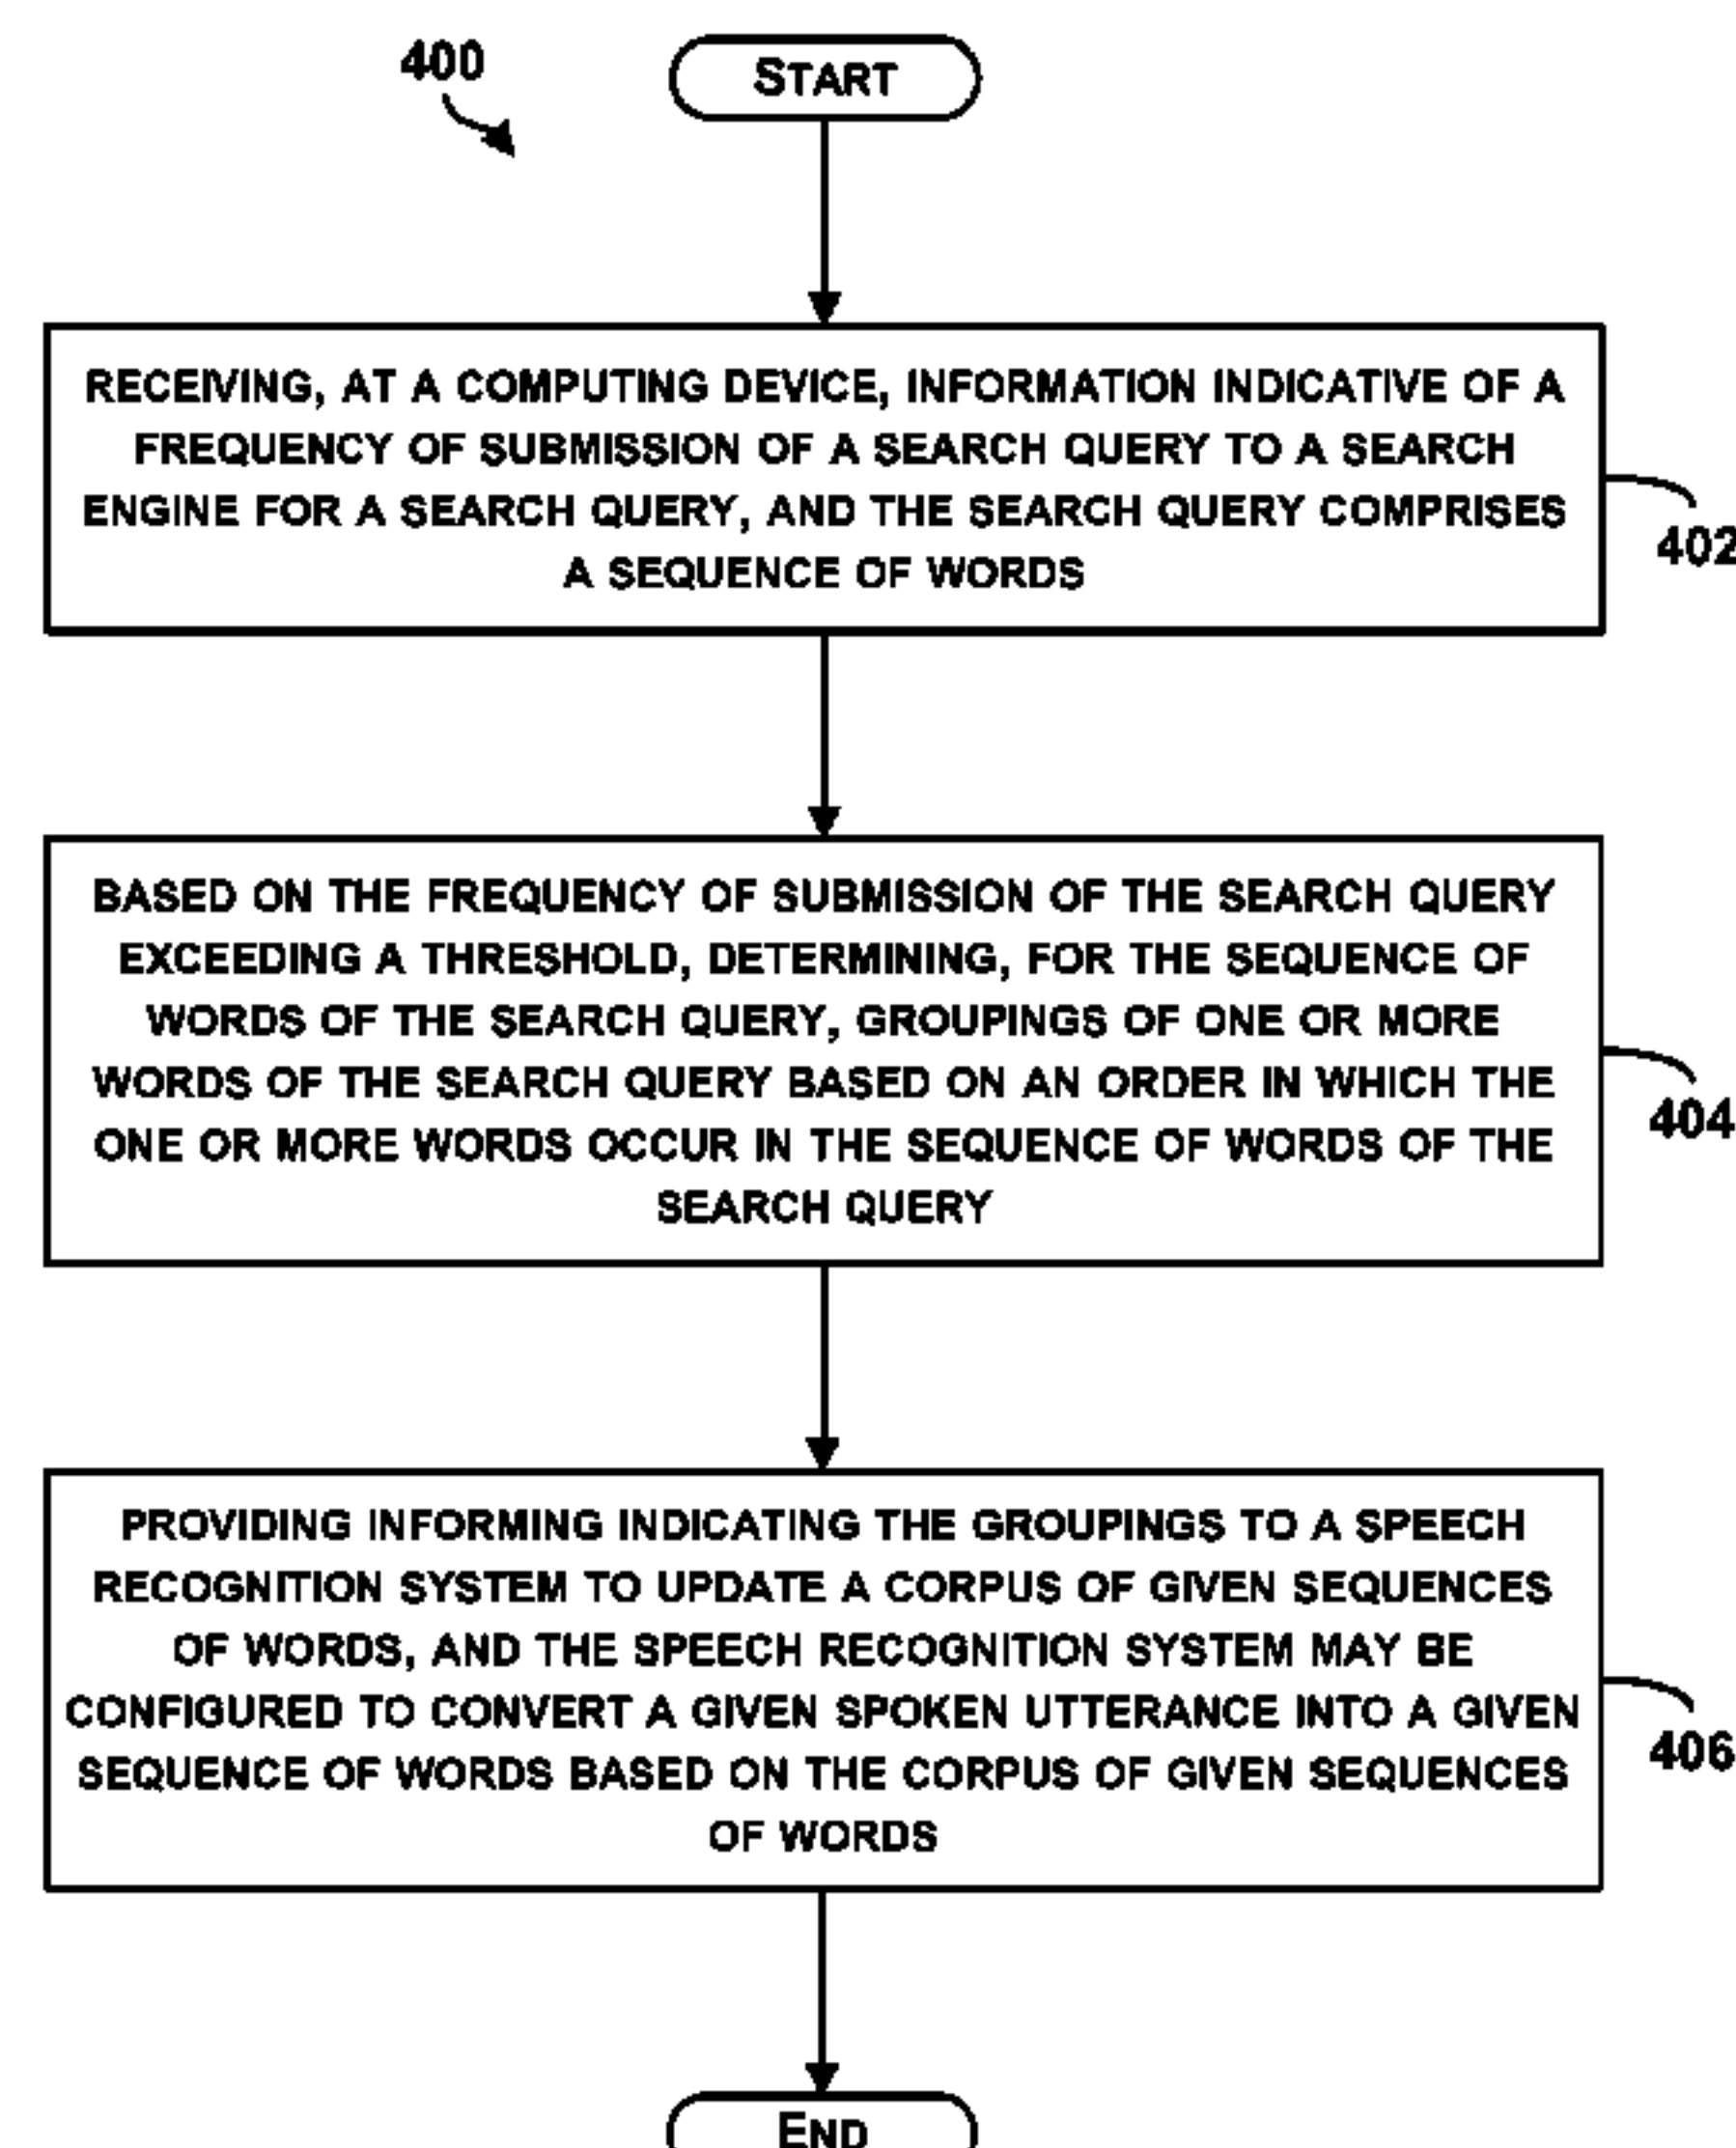 400
START
RECEIVING, AT A COMPUTING DEVICE, INFORMATION INDICATIVE OF A
FREQUENCY OF SUBMISSION OF A SEARCH QUERY TO A SEARCH
ENGINE FOR A SEARCH QUERY, AND THE SEARCH QUERY COMPRISES
A SEQUENCE OF WORDS
402
BASED ON THE FREQUENCY OF SUBMISSION OF THE SEARCH QUERY
EXCEEDING A THRESHOLD, DETERMINING, FOR THE SEQUENCE OF
WORDS OF THE SEARCH QUERY, GROUPINGS OF ONE OR MORE
WORDS OF THE SEARCH QUERY BASED ON AN ORDER IN WHICH THE
ONE OR MORE WORDS OCCUR IN THE SEQUENCE OF WORDS OF THE
SEARCH QUERY
404
PROVIDING INFORMING INDICATING THE GROUPINGS TO A SPEECH
RECOGNITION SYSTEM TO UPDATE A CORPUS OF GIVEN SEQUENCES
OF WORDS, AND THE SPEECH RECOGNITION SYSTEM MAY BE
CONFIGURED TO CONVERT A GIVEN SPOKEN UTTERANCE INTO A GIVEN
SEQUENCE OF WORDS BASED ON THE CORPUS OF GIVEN SEQUENCES
OF WORDS
406
END